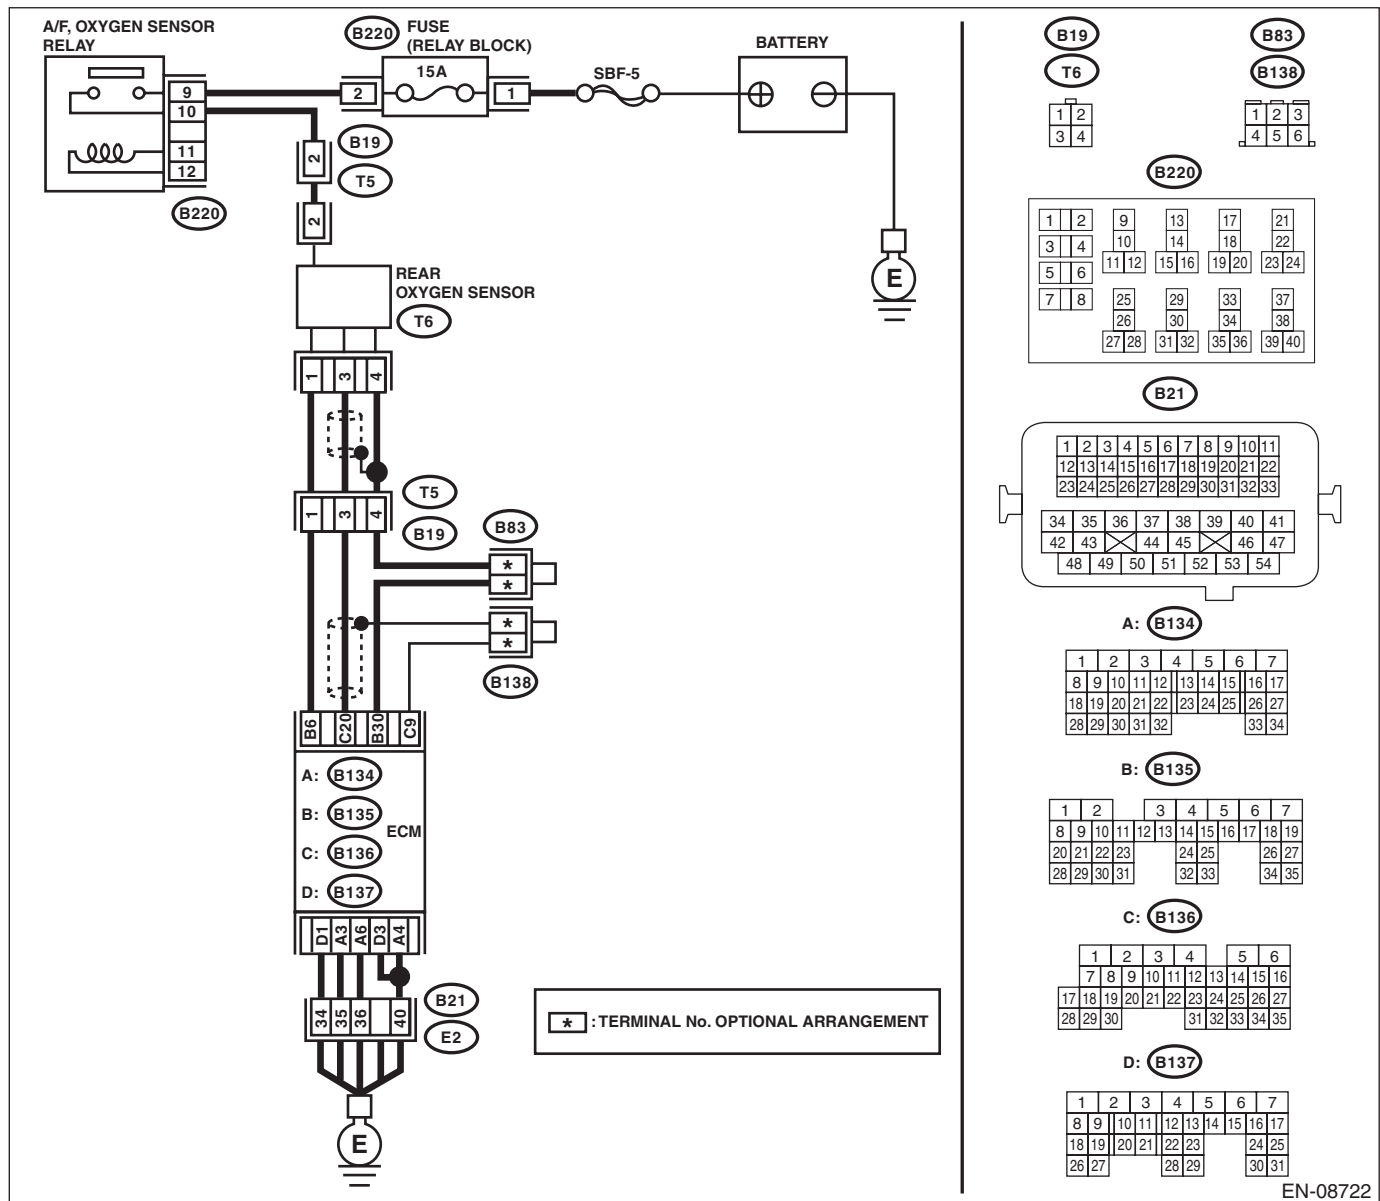 A/F, OXYGEN SENSOR
RELAY
B220
FUSE
(RELAY BLOCK)
15A
SBF-5
BATTERY
9
10
11
12
B220
2
1
2
B19
T5
2
REAR
OXYGEN SENSOR
T6
E
1 3 4
1 3 4
T5
B19
B83
*
*
*
*
B138
B6 C20 B30 C9
A: B134
B: B135
ECM
C: B136
D: B137
D1 A3 A6 D3 A4
34 35 36 40
B21
E2
E
* : TERMINAL No. OPTIONAL ARRANGEMENT
B19
T6
1 2
3 4
B83
B138
1 2 3
4 5 6
B220
1 2 9 13 17 21
3 4 10 14 18 22
11 12 15 16 19 20 23 24
5 6
7 8 25 29 33 37
26 30 34 38
27 28 31 32 35 36 39 40
B21
1 2 3 4 5 6 7 8 9 10 11
12 13 14 15 16 17 18 19 20 21 22
23 24 25 26 27 28 29 30 31 32 33
34 35 36 37 38 39 40 41
42 43 44 45 46 47
48 49 50 51 52 53 54
A: B134
1 2 3 4 5 6 7
8 9 10 11 12 13 14 15 16 17
18 19 20 21 22 23 24 25 26 27
28 29 30 31 32 33 34
B: B135
1 2 3 4 5 6 7
8 9 10 11 12 13 14 15 16 17 18 19
20 21 22 23 24 25 26 27
28 29 30 31 32 33 34 35
C: B136
1 2 3 4 5 6
7 8 9 10 11 12 13 14 15 16
17 18 19 20 21 22 23 24 25 26 27
28 29 30 31 32 33 34 35
D: B137
1 2 3 4 5 6 7
8 9 10 11 12 13 14 15 16 17
18 19 20 21 22 23 24 25
26 27 28 29 30 31
EN-08722